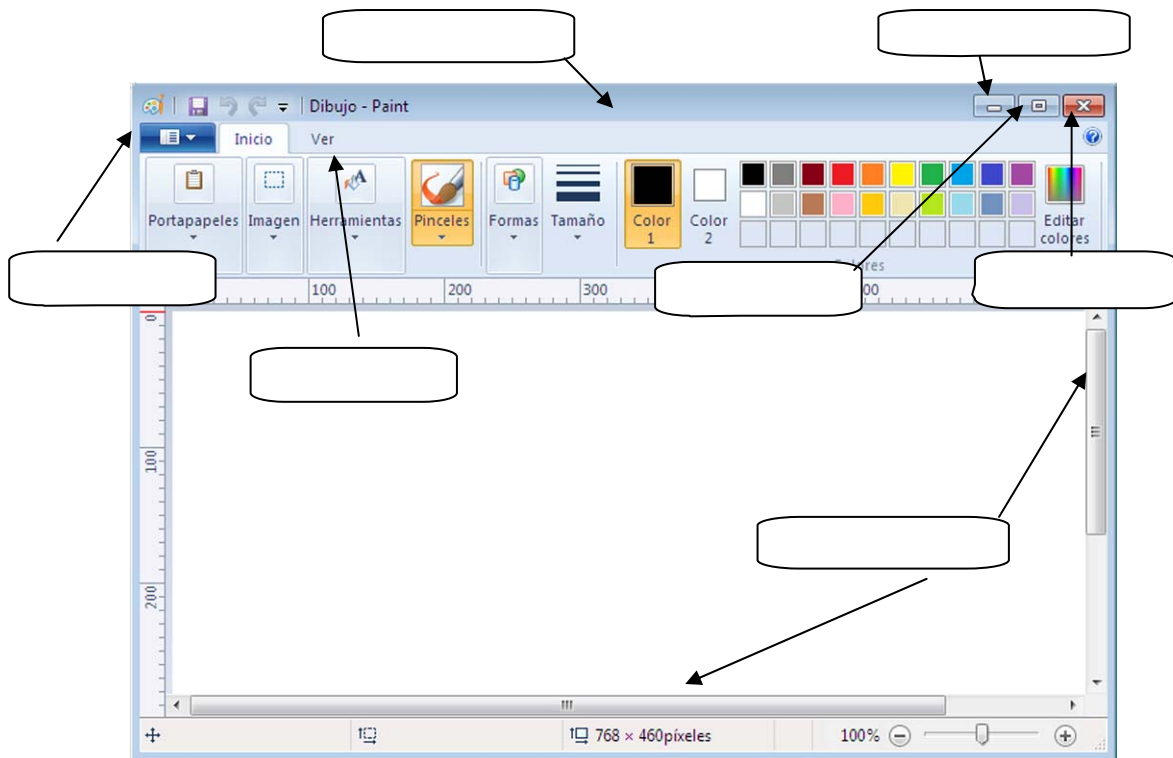 Dibujo - Paint
Inicio Ver
Portapapeles Imagen Herramientas Pinceles Formas Tamaño Color 1 Color 2 Editar colores
100 200 300
0
100
200
768 × 460píxeles 100%